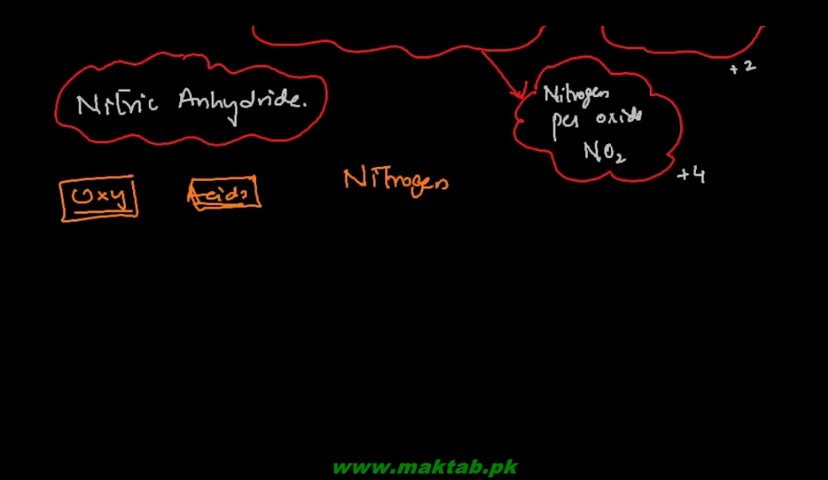 +2
Nitric Anhydride.
Nitrogen
per oxide
NO2
+4
Oxy Acids Nitrogen
www.maktab.pk